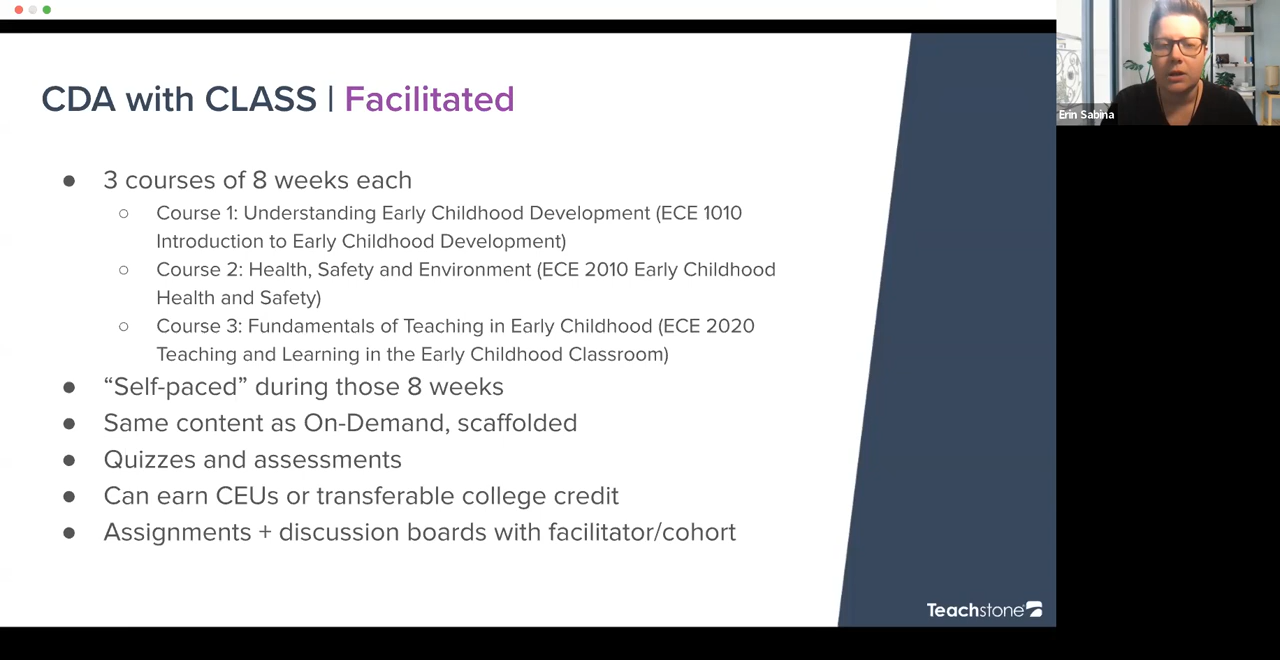 CDA with CLASS | Facilitated
● 3 courses of 8 weeks each
○ Course 1: Understanding Early Childhood Development (ECE 1010
Introduction to Early Childhood Development)
○ Course 2: Health, Safety and Environment (ECE 2010 Early Childhood
Health and Safety)
○ Course 3: Fundamentals of Teaching in Early Childhood (ECE 2020
Teaching and Learning in the Early Childhood Classroom)
● “Self-paced” during those 8 weeks
● Same content as On-Demand, scaffolded
● Quizzes and assessments
● Can earn CEUs or transferable college credit
● Assignments + discussion boards with facilitator/cohort
Teachstone
Erin Sabina